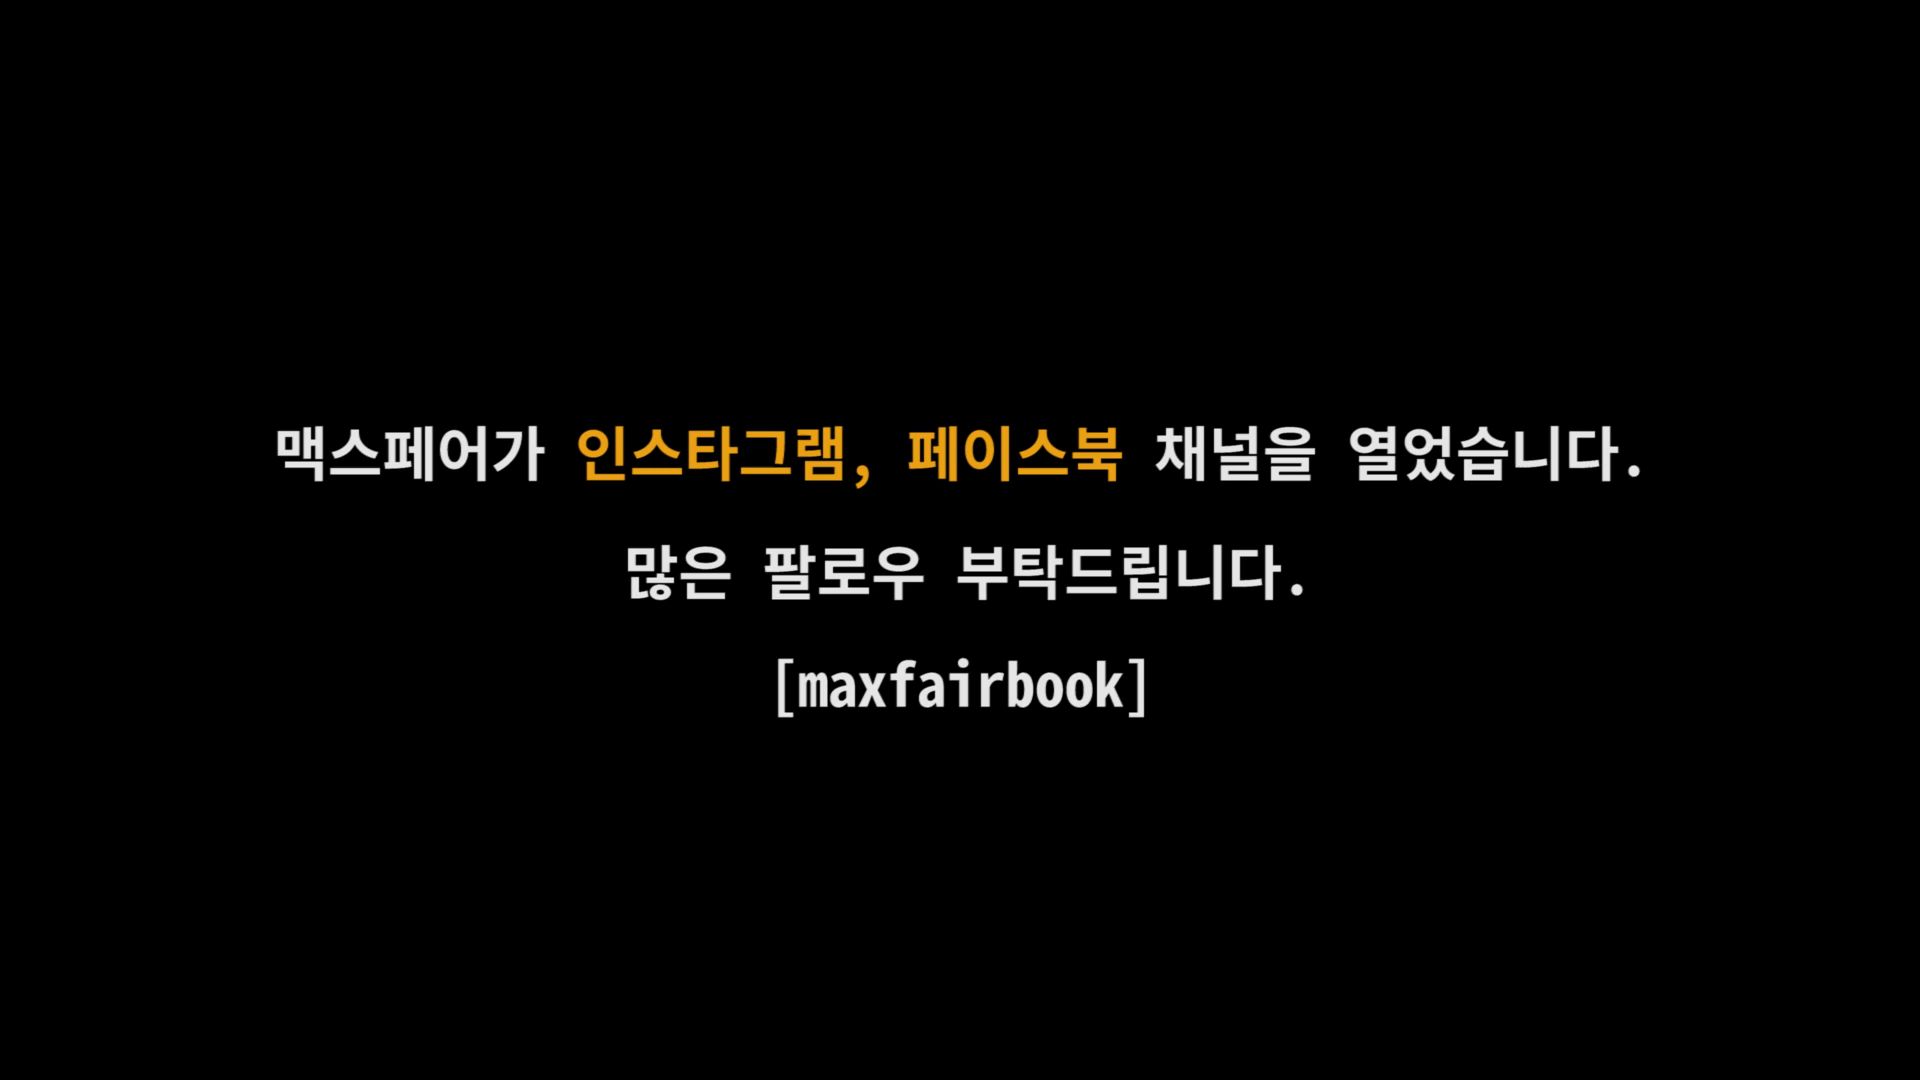 맥스페어가 인스타그램, 페이스북 채널을 열었습니다.
많은 팔로우 부탁드립니다.
[maxfairbook]